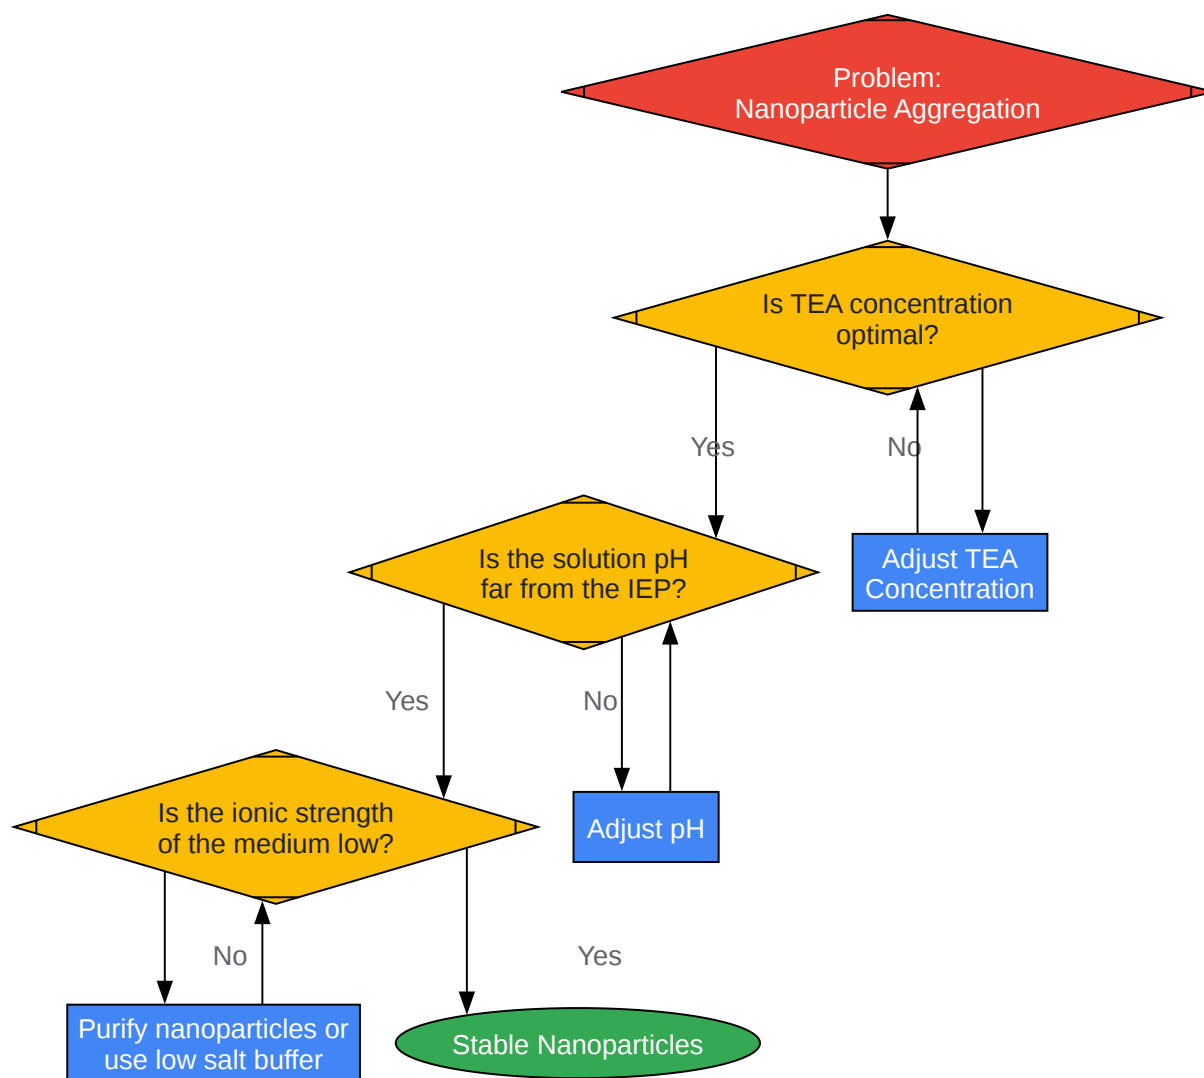 Problem:
Nanoparticle Aggregation
Is TEA concentration
optimal?
Yes
No
Is the solution pH
far from the IEP?
Adjust TEA
Concentration
Yes
No
Is the ionic strength
of the medium low?
Adjust pH
No
Yes
Purify nanoparticles or
use low salt buffer
Stable Nanoparticles